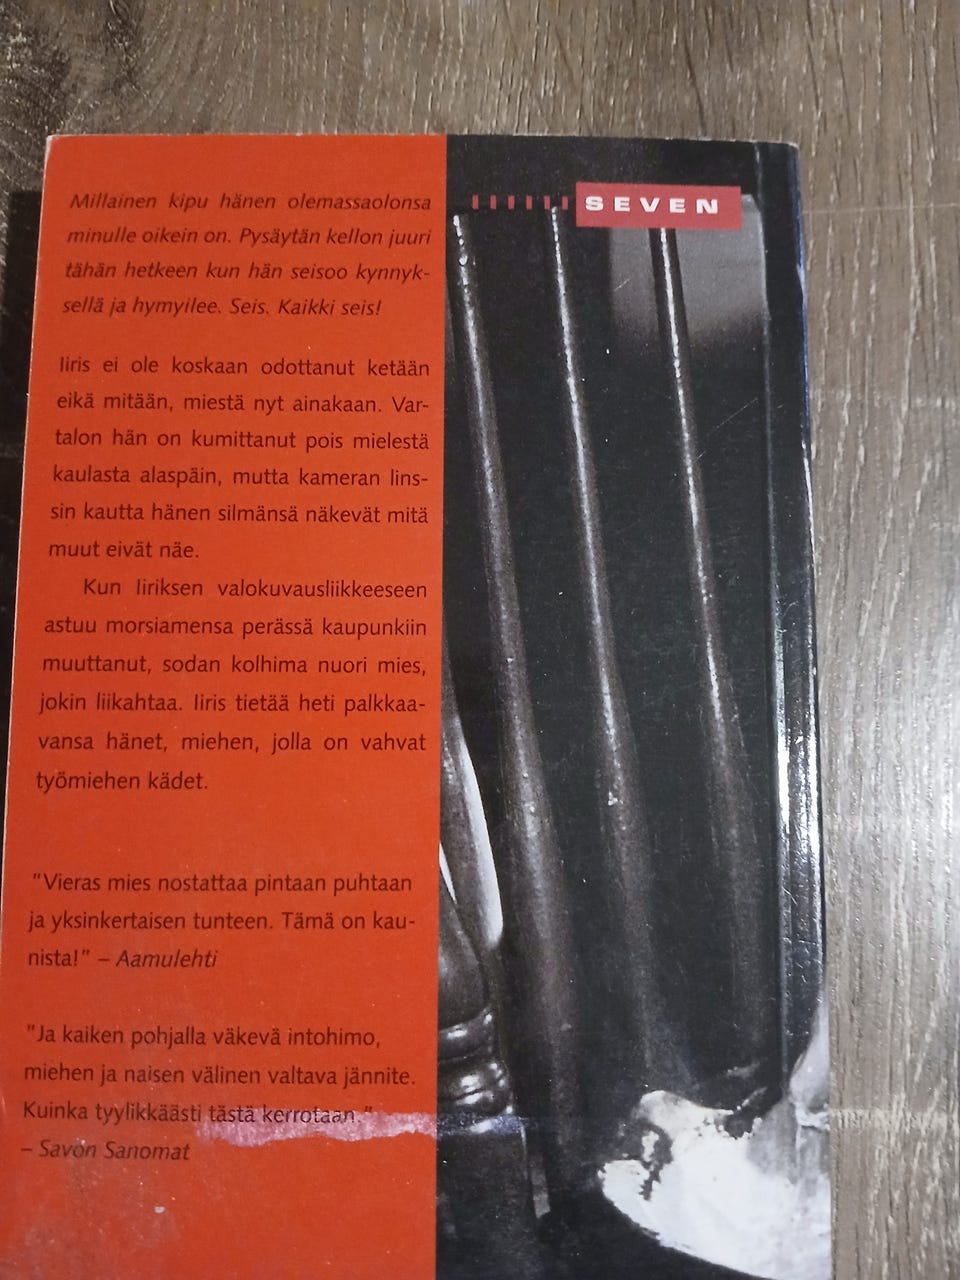 SEVEN
Millainen kipu hänen olemassaolonsa
minulle oikein on. Pysäytän kellon juuri
tähän hetkeen kun hän seisoo kynnyk-
sellä ja hymyilee. Seis. Kaikki seis!
Iiris ei ole koskaan odottanut ketään
eikä mitään, miestä nyt ainakaan. Var-
talon hän on kumittanut pois mielestä
kaulasta alaspäin, mutta kameran lins-
sin kautta hänen silmänsä näkevät mitä
muut eivät näe.
Kun Iiriksen valokuvausliikkeeseen
astuu morsiamensa perässä kaupunkiin
muuttanut, sodan kolhima nuori mies,
jokin liikahtaa. Iiris tietää heti palkkaa-
vansa hänet, miehen, jolla on vahvat
työmiehen kädet.
"Vieras mies nostattaa pintaan puhtaan
ja yksinkertaisen tunteen. Tämä on kau-
nista!" – Aamulehti
"Ja kaiken pohjalla väkevä intohimo,
miehen ja naisen välinen valtava jännite.
Kuinka tyylikkäästi tästä kerrotaan."
– Savon Sanomat